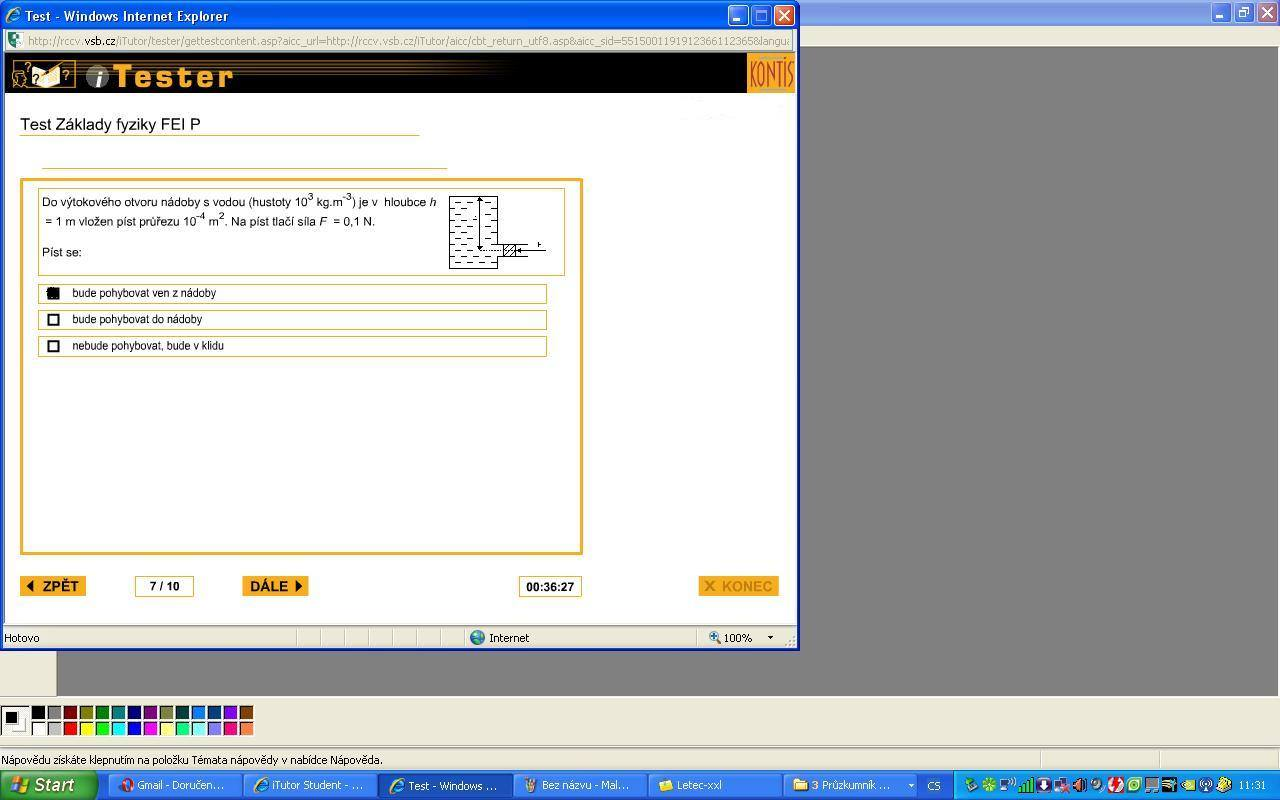 Test - Windows Internet Explorer
http://rccv.vsb.cz/iTutor/tester/gettestcontent.asp?aicc_url=http://rccv.vsb.cz/iTutor/aicc/cbt_return_utf8.asp&aicc_sid=55150011919123661123658&langua
i Tester
KONTIS
Test Základy fyziky FEI P
Do výtokového otvoru nádoby s vodou (hustoty 10³ kg.m⁻³) je v hloubce h
= 1 m vložen píst průřezu 10⁻⁴ m². Na píst tlačí síla F = 0,1 N.
Píst se:
bude pohybovat ven z nádoby
bude pohybovat do nádoby
nebude pohybovat, bude v klidu
ZPĚT
7 / 10
DÁLE
00:36:27
X KONEC
Hotovo
Internet
100%
Nápovědu získáte klepnutím na položku Témata nápovědy v nabídce Nápověda.
Start
Gmail - Doručen...
iTutor Student - ...
Test - Windows ...
Bez názvu - Mal...
Letec-xxl
3 Průzkumník ...
CS
11:31